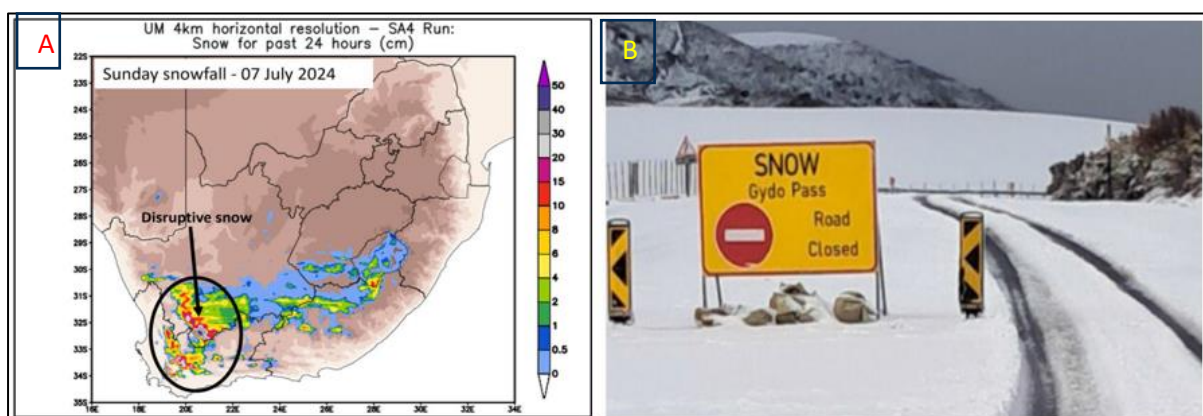 A
UM 4km horizontal resolution – SA4 Run:
Snow for past 24 hours (cm)
Sunday snowfall - 07 July 2024
Disruptive snow
22S
23S
24S
25S
26S
27S
28S
29S
30S
31S
32S
33S
34S
35S
16E 18E 20E 22E 24E 26E 28E 30E 32E 34E
50
40
30
20
15
10
8
6
4
2
1
0.5
0
B
SNOW
Gydo Pass
Road
Closed